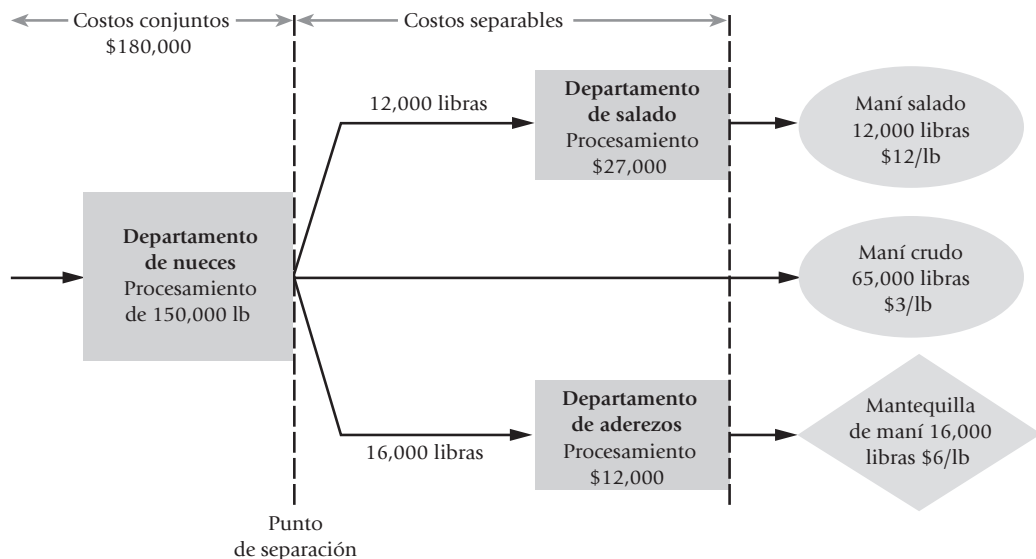 Costos conjuntos
$180,000
Costos separables
12,000 libras
Departamento
de salado
Procesamiento
$27,000
Maní salado
12,000 libras
$12/lb
Departamento
de nueces
Procesamiento
de 150,000 lb
Maní crudo
65,000 libras
$3/lb
16,000 libras
Departamento
de aderezos
Procesamiento
$12,000
Mantequilla
de maní 16,000
libras $6/lb
Punto
de separación